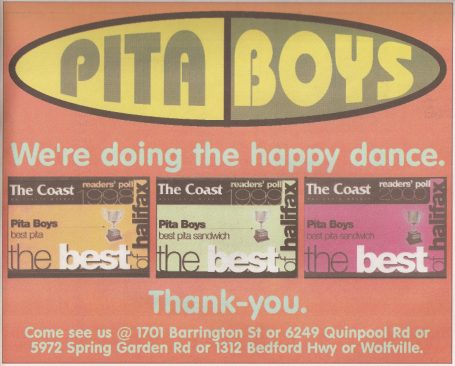 PITA BOYS
We're doing the happy dance.
The Coast readers' poll 1998
Pita Boys
best pita
the best of halifax
The Coast readers' poll 1999
Pita Boys
best pita sandwich
the best of halifax
The Coast readers' poll 2000
Pita Boys
best pita sandwich
the best of halifax
Thank-you.
Come see us @ 1701 Barrington St or 6249 Quinpool Rd or
5972 Spring Garden Rd or 1312 Bedford Hwy or Wolfville.